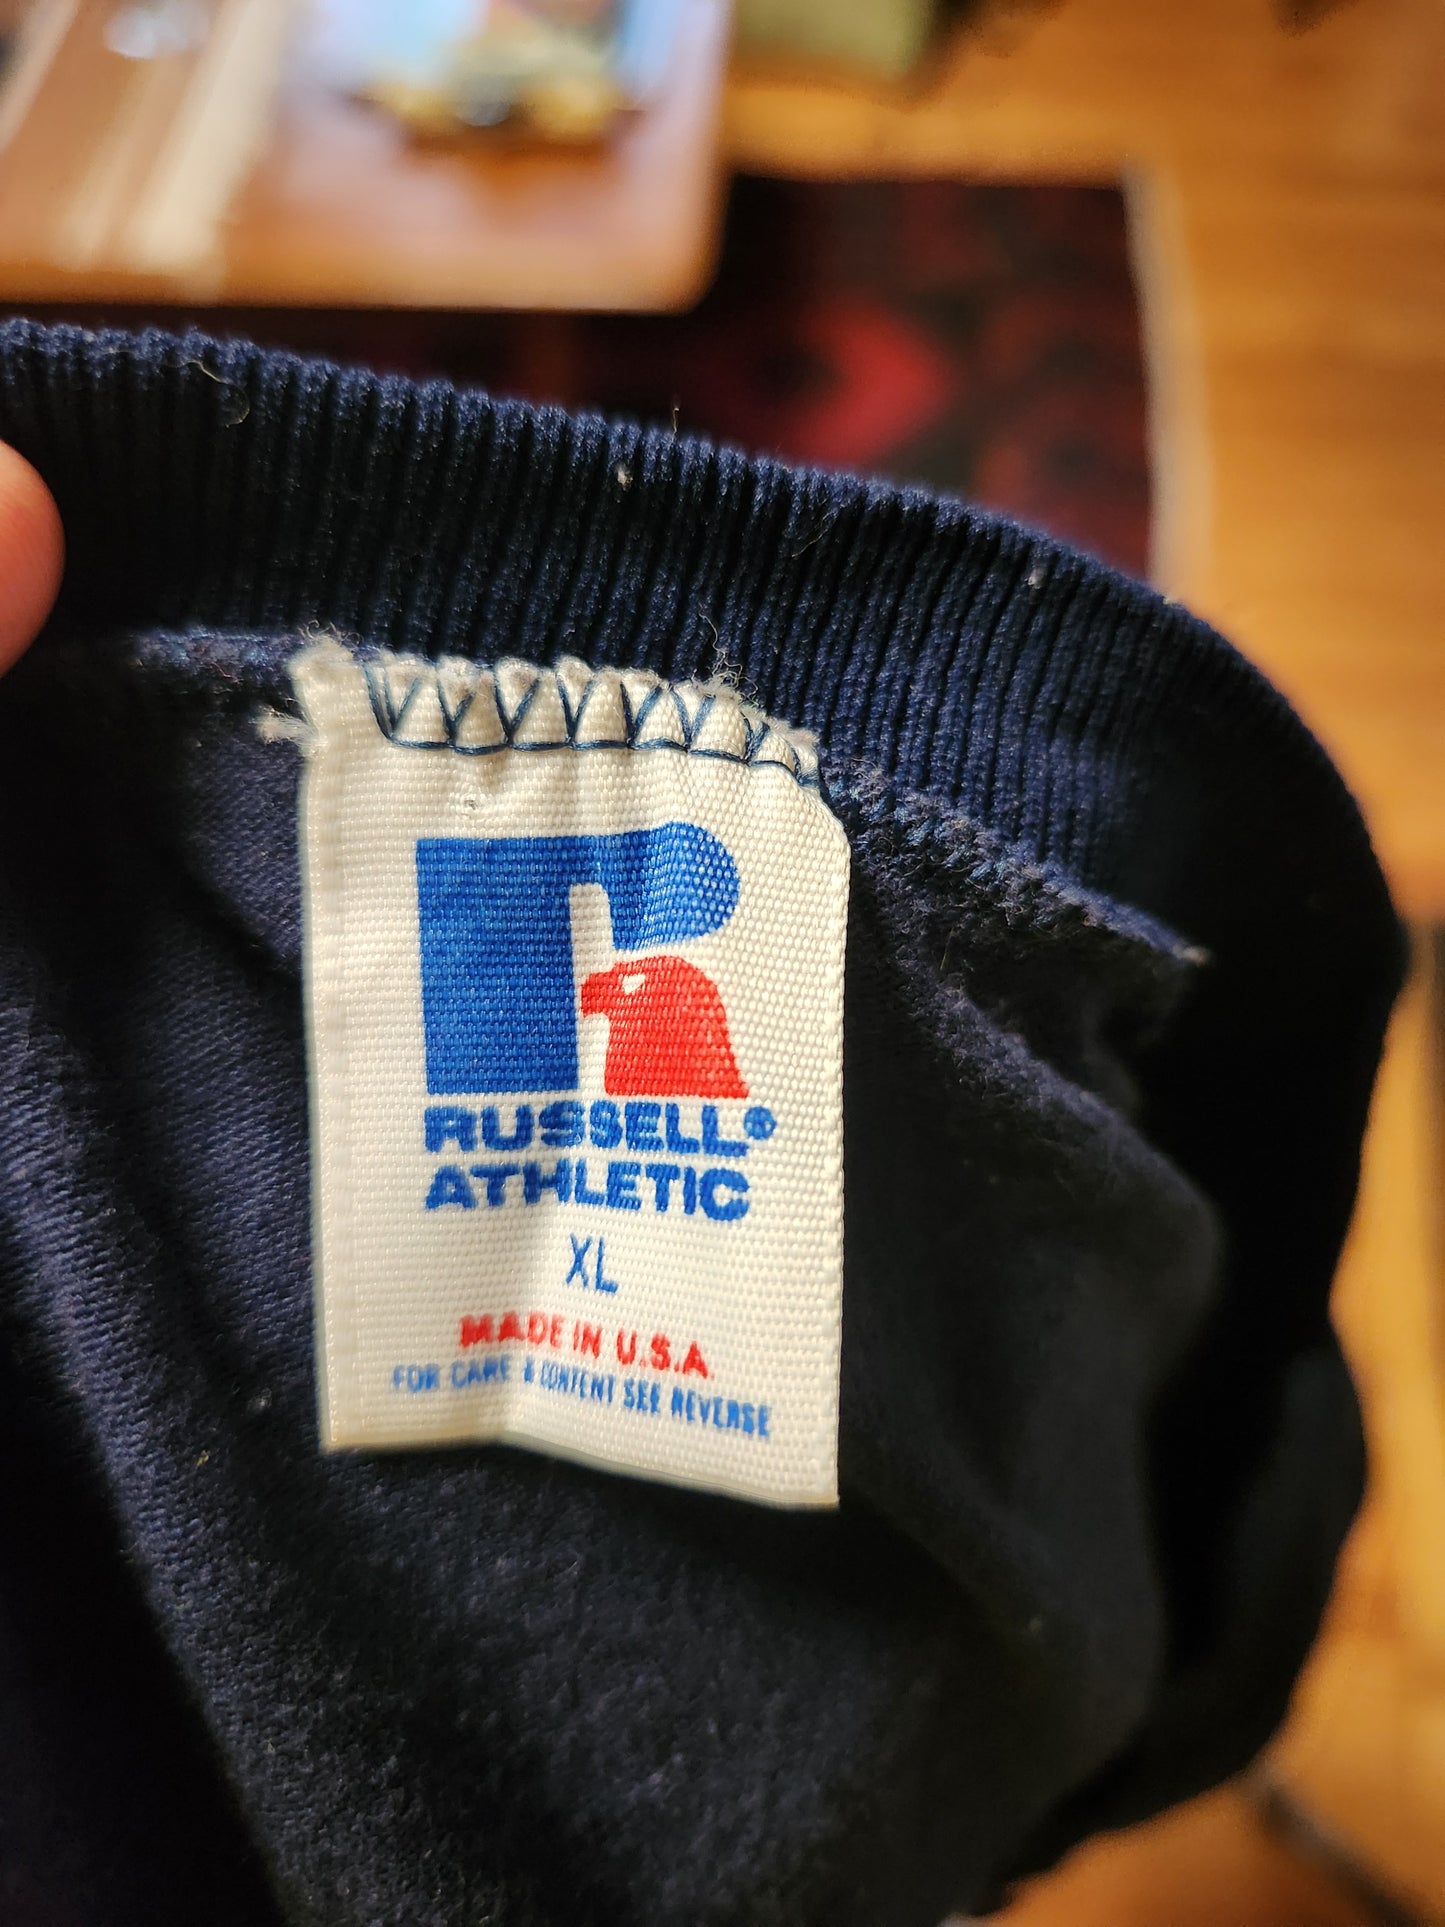 RUSSELL®
ATHLETIC
XL
MADE IN U.S.A
FOR CARE & CONTENT SEE REVERSE